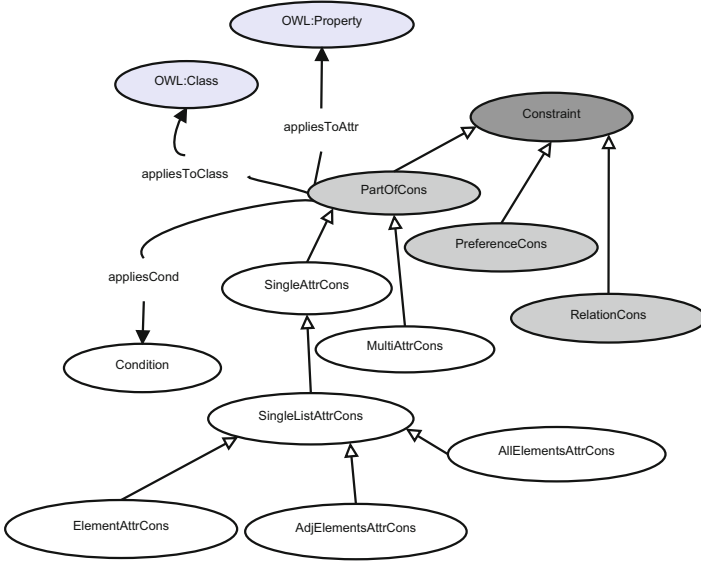 OWL:Property
OWL:Class
Constraint
appliesToAttr
appliesToClass
PartOfCons
PreferenceCons
appliesCond
SingleAttrCons
RelationCons
MultiAttrCons
Condition
SingleListAttrCons
AllElementsAttrCons
ElementAttrCons
AdjElementsAttrCons